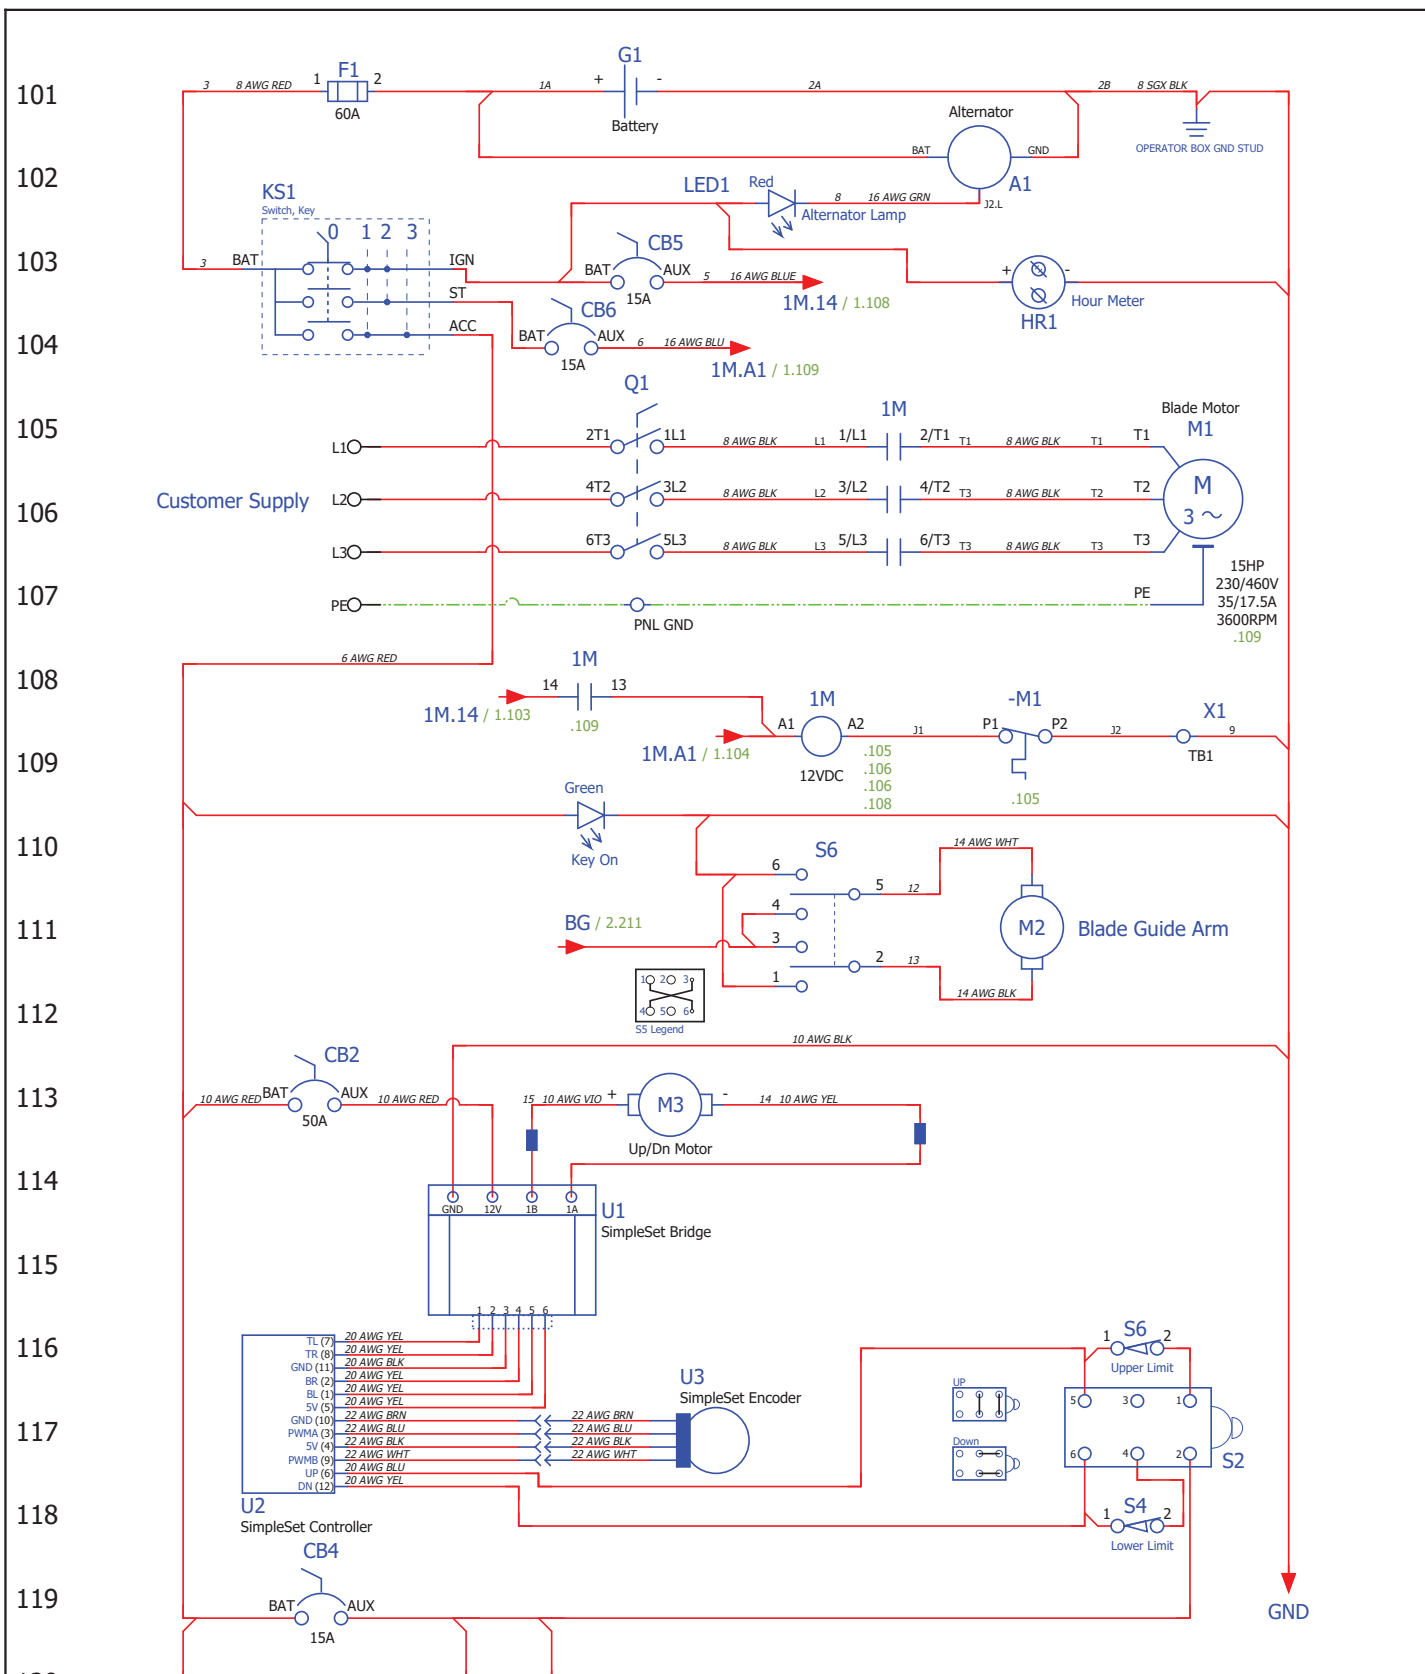 101
3 8 AWG RED 1 F1 2
60A
1A + G1 -
Battery
2A
2B 8 SGX BLK
OPERATOR BOX GND STUD
Alternator
BAT GND
A1
J2.L
102
KS1
Switch, Key
0 1 2 3
LED1 Red
8 16 AWG GRN
Alternator Lamp
103
3 BAT IGN
ST
ACC
CB5
BAT AUX
15A
5 16 AWG BLUE
1M.14 / 1.108
+ -
Hour Meter
HR1
104
CB6
BAT AUX
15A
6 16 AWG BLU
1M.A1 / 1.109
105
Q1
1M
Blade Motor
M1
L1 2T1 1L1 8 AWG BLK L1 1/L1 2/T1 T1 8 AWG BLK T1 T1
106
Customer Supply
L2 4T2 3L2 8 AWG BLK L2 3/L2 4/T2 T3 8 AWG BLK T2 T2
M
3 ~
L3 6T3 5L3 8 AWG BLK L3 5/L3 6/T3 T3 8 AWG BLK T3 T3
107
PE PNL GND PE
15HP
230/460V
35/17.5A
3600RPM
.109
6 AWG RED
108
1M
14 13
1M.14 / 1.103
.109
1M
A1 A2
12VDC
1M.A1 / 1.104
J1
.105
.106
.106
.108
-M1
P1 P2
.105
J2
X1
9
TB1
109
Green
Key On
110
S6
6
5
4
3
2
1
12
13
14 AWG WHT
14 AWG BLK
M2
Blade Guide Arm
111
BG / 2.211
1 2 3
4 5 6
S5 Legend
112
10 AWG BLK
113
CB2
10 AWG RED BAT AUX 10 AWG RED
50A
15 10 AWG VIO + M3 - 14 10 AWG YEL
Up/Dn Motor
114
GND 12V 1B 1A
U1
SimpleSet Bridge
115
1 2 3 4 5 6
116
TL (7) 20 AWG YEL
TR (8) 20 AWG YEL
GND (11) 20 AWG BLK
BR (2) 20 AWG YEL
BL (1) 20 AWG YEL
5V (5) 20 AWG YEL
GND (10) 22 AWG BRN 22 AWG BRN
PWMA (3) 22 AWG BLU 22 AWG BLU
5V (4) 22 AWG BLK 22 AWG BLK
PWMB (9) 22 AWG WHT 22 AWG WHT
UP (6) 20 AWG BLU
DN (12) 20 AWG YEL
U2
SimpleSet Controller
U3
SimpleSet Encoder
1 S6 2
Upper Limit
117
UP
Down
5 3 1
6 4 2
S2
118
1 S4 2
Lower Limit
119
CB4
BAT AUX
15A
GND